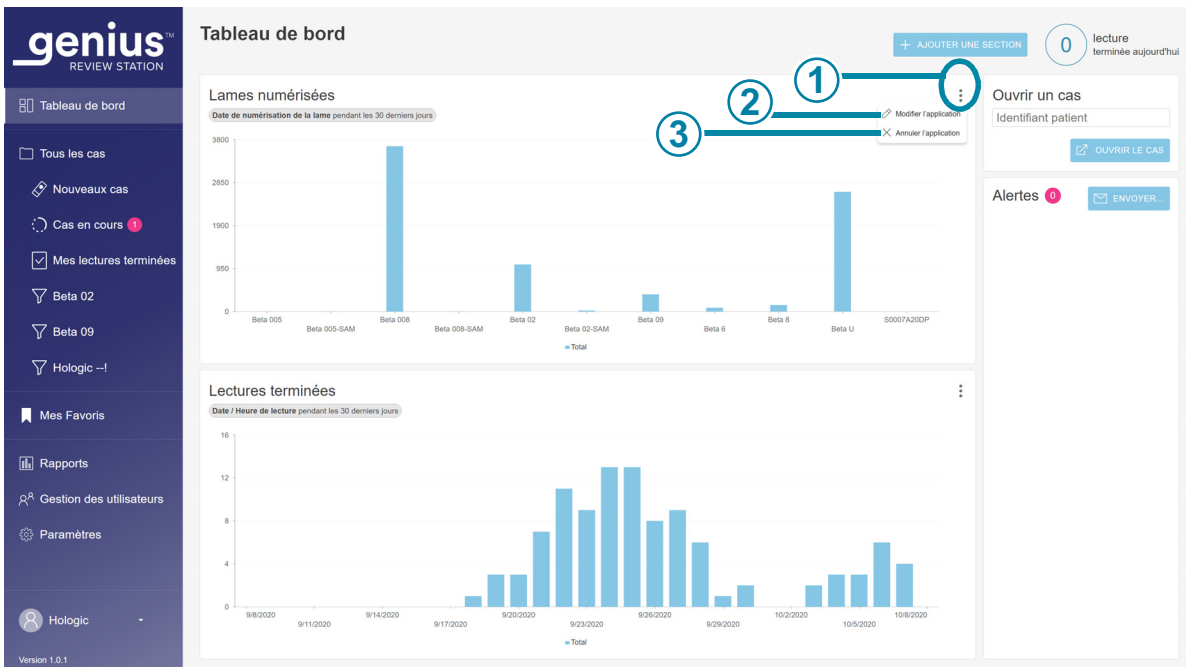 genius™
REVIEW STATION
Tableau de bord
Tous les cas
Nouveaux cas
Cas en cours 1
Mes lectures terminées
Beta 02
Beta 09
Hologic --!
Mes Favoris
Rapports
Gestion des utilisateurs
Paramètres
Hologic
Version 1.0.1
Tableau de bord
+ AJOUTER UNE SECTION
0
lecture
terminée aujourd'hui
Lames numérisées
Date de numérisation de la lame pendant les 30 derniers jours
1
2
3
Modifier l'application
Annuler l'application
3800
2850
1900
950
0
Beta 005
Beta 005-SAM
Beta 008
Beta 008-SAM
Beta 02
Beta 02-SAM
Beta 09
Beta 6
Beta 8
Beta U
S0007A20DP
Total
Lectures terminées
Date / Heure de lecture pendant les 30 derniers jours
16
12
8
4
0
9/8/2020
9/11/2020
9/14/2020
9/17/2020
9/20/2020
9/23/2020
9/26/2020
9/29/2020
10/2/2020
10/5/2020
10/8/2020
Total
Ouvrir un cas
Identifiant patient
OUVRIR LE CAS
Alertes 0
ENVOYER...